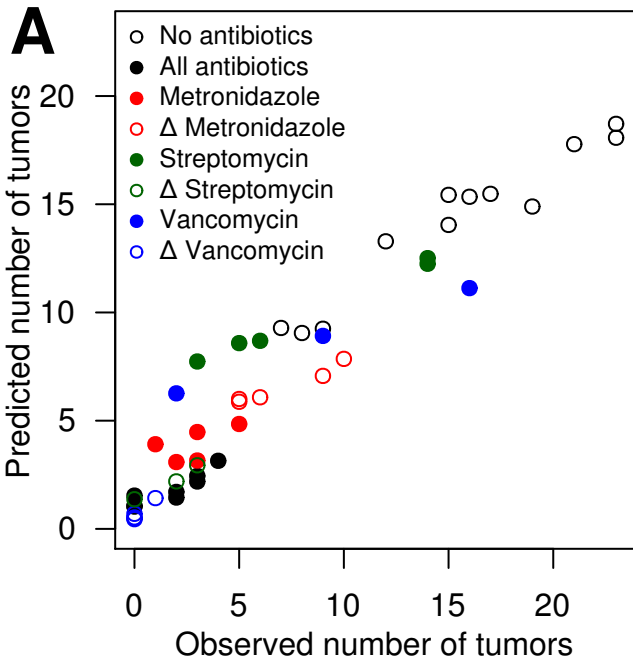 A
No antibiotics
All antibiotics
Metronidazole
Δ Metronidazole
Streptomycin
Δ Streptomycin
Vancomycin
Δ Vancomycin
Predicted number of tumors
20
15
10
5
0
0 5 10 15 20
Observed number of tumors